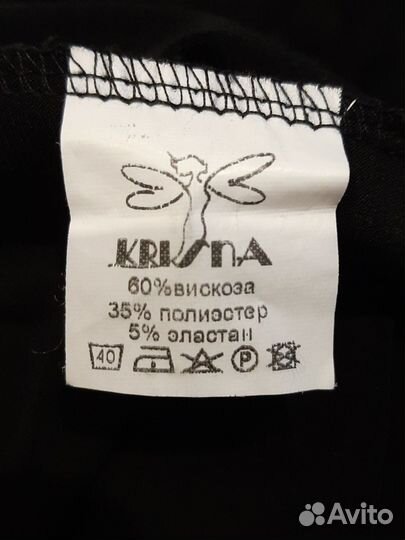 KRISNA
60%вискоза
35% полиэстер
5% эластан
40 P
Avito